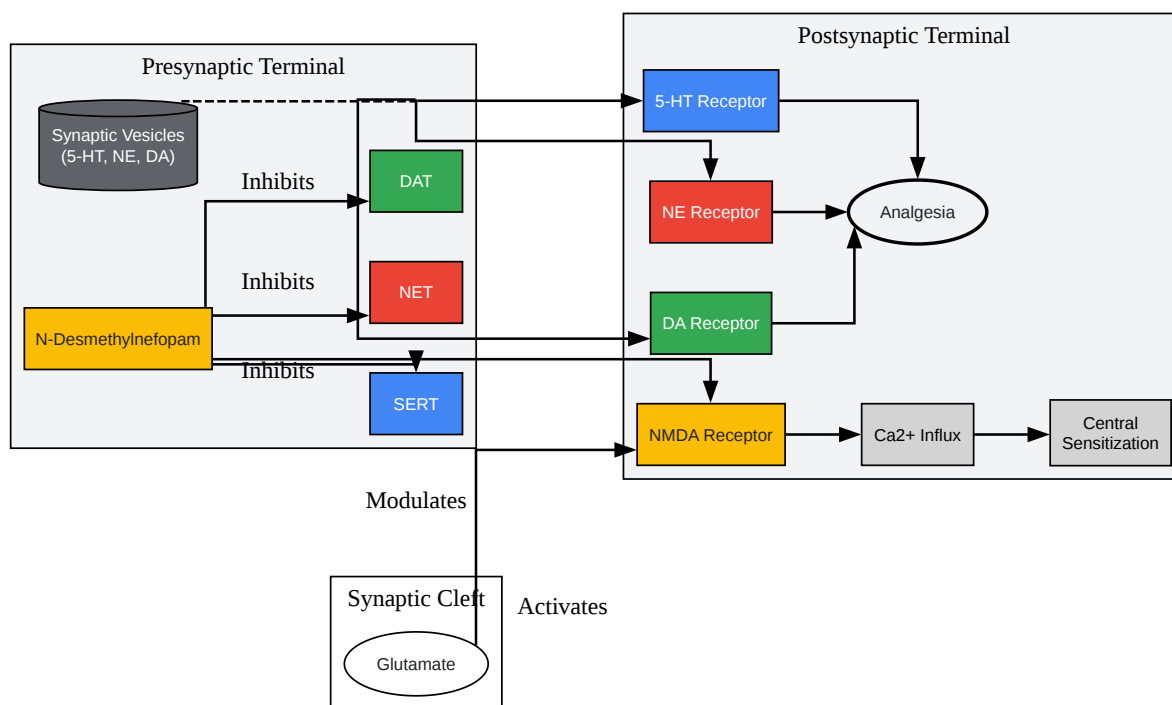 Postsynaptic Terminal
Presynaptic Terminal
5-HT Receptor
Synaptic Vesicles
(5-HT, NE, DA)
Inhibits
DAT
NE Receptor
Analgesia
Inhibits
NET
N-Desmethylnefopam
DA Receptor
Inhibits
SERT
NMDA Receptor
Ca2+ Influx
Central
Sensitization
Modulates
Synaptic Cleft
Activates
Glutamate